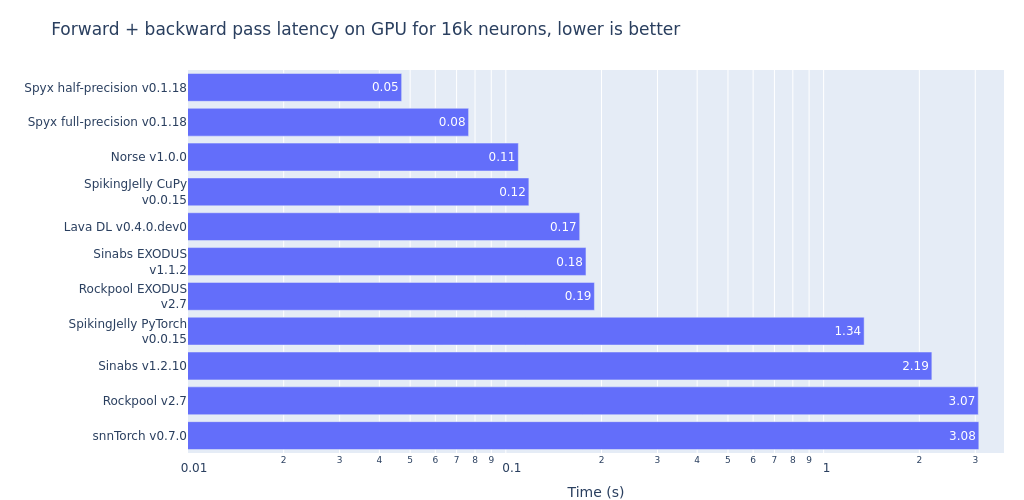 Forward + backward pass latency on GPU for 16k neurons, lower is better
Spyx half-precision v0.1.18
0.05
Spyx full-precision v0.1.18
0.08
Norse v1.0.0
0.11
SpikingJelly CuPy
v0.0.15
0.12
Lava DL v0.4.0.dev0
0.17
Sinabs EXODUS
v1.1.2
0.18
Rockpool EXODUS
v2.7
0.19
SpikingJelly PyTorch
v0.0.15
1.34
Sinabs v1.2.10
2.19
Rockpool v2.7
3.07
snnTorch v0.7.0
3.08
0.01 2 3 4 5 6 7 8 9 0.1 2 3 4 5 6 7 8 9 1 2 3
Time (s)